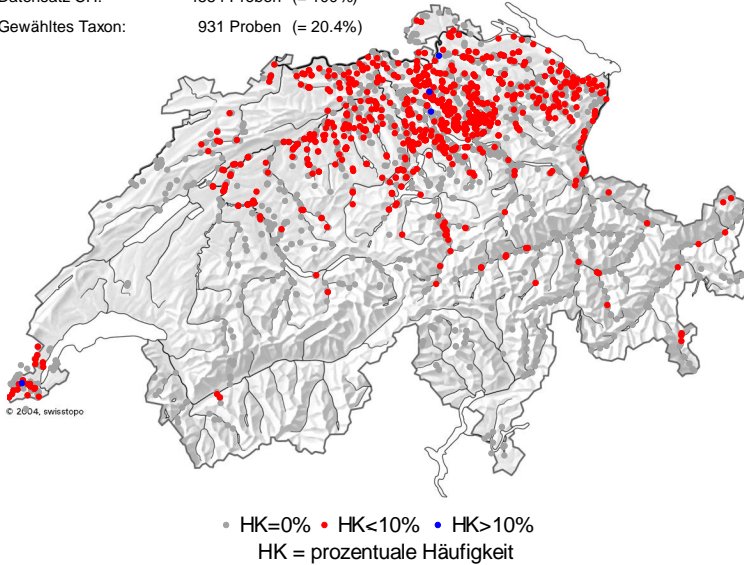 Gewähltes Taxon: 931 Proben (= 20.4%)
© 2004, swisstopo
HK=0% HK<10% HK>10%
HK = prozentuale Häufigkeit